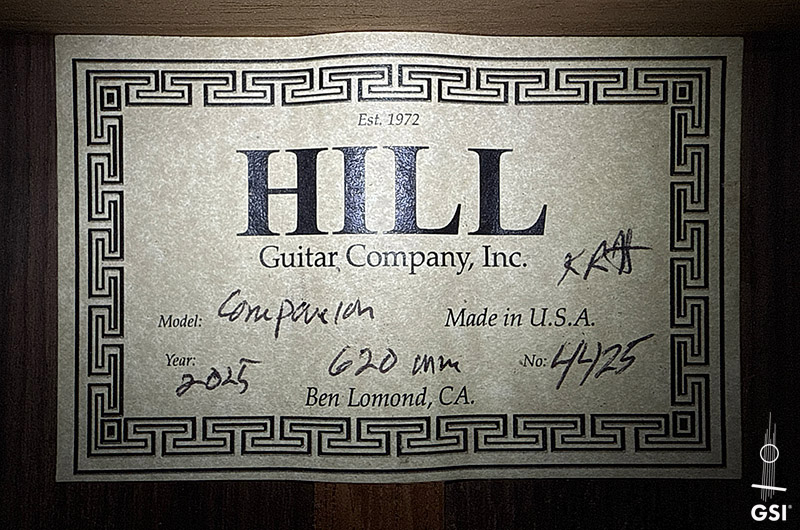 Est. 1972
HILL
Guitar Company, Inc.
Model: Companion Made in U.S.A.
Year: 2025 620 mm No: 4425
Ben Lomond, CA.
GSI